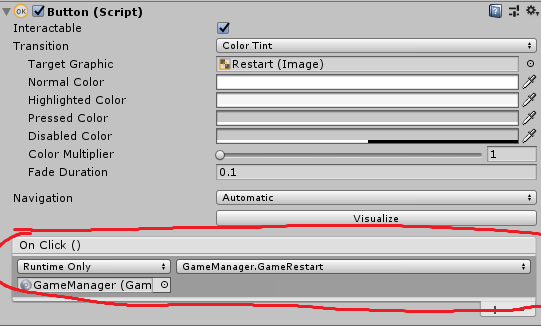 OK Button (Script)
Interactable
Transition Color Tint
Target Graphic Restart (Image)
Normal Color
Highlighted Color
Pressed Color
Disabled Color
Color Multiplier 1
Fade Duration 0.1
Navigation Automatic
Visualize
On Click ()
Runtime Only GameManager.GameRestart
GameManager (Gam